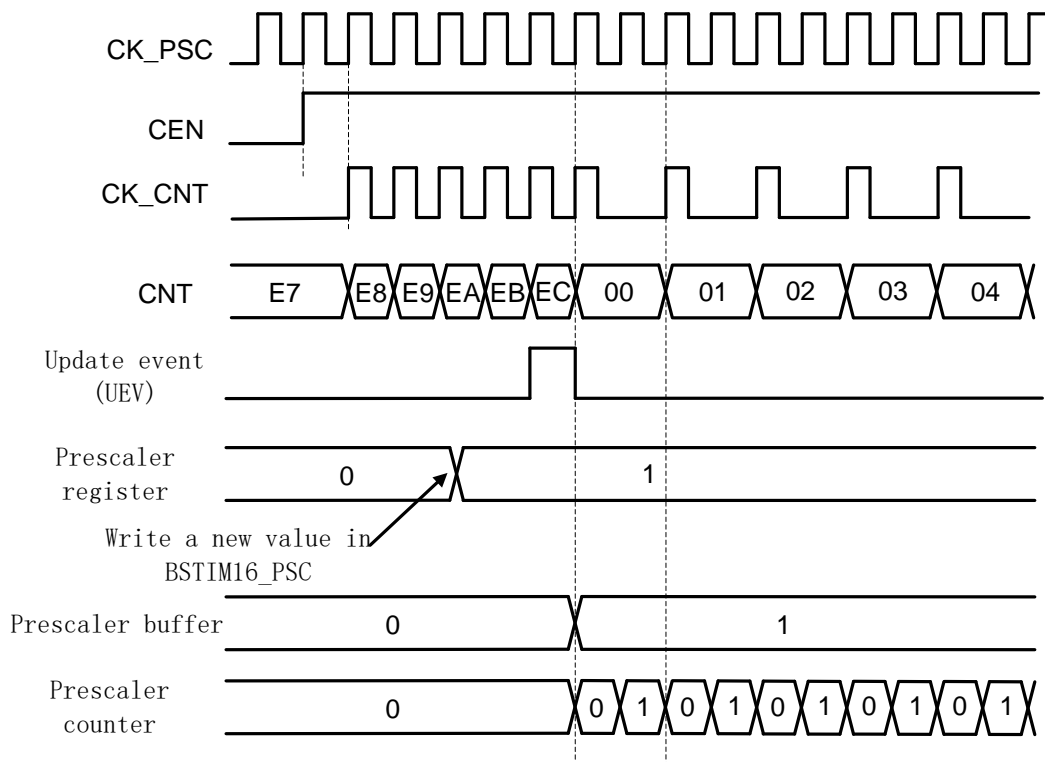 CK_PSC
CEN
CK_CNT
CNT
E7 E8 E9 EA EB EC 00 01 02 03 04
Update event
(UEV)
Prescaler
register
0 1
Write a new value in
BSTIM16_PSC
Prescaler buffer
0 1
Prescaler
counter
0 0 1 0 1 0 1 0 1 0 1